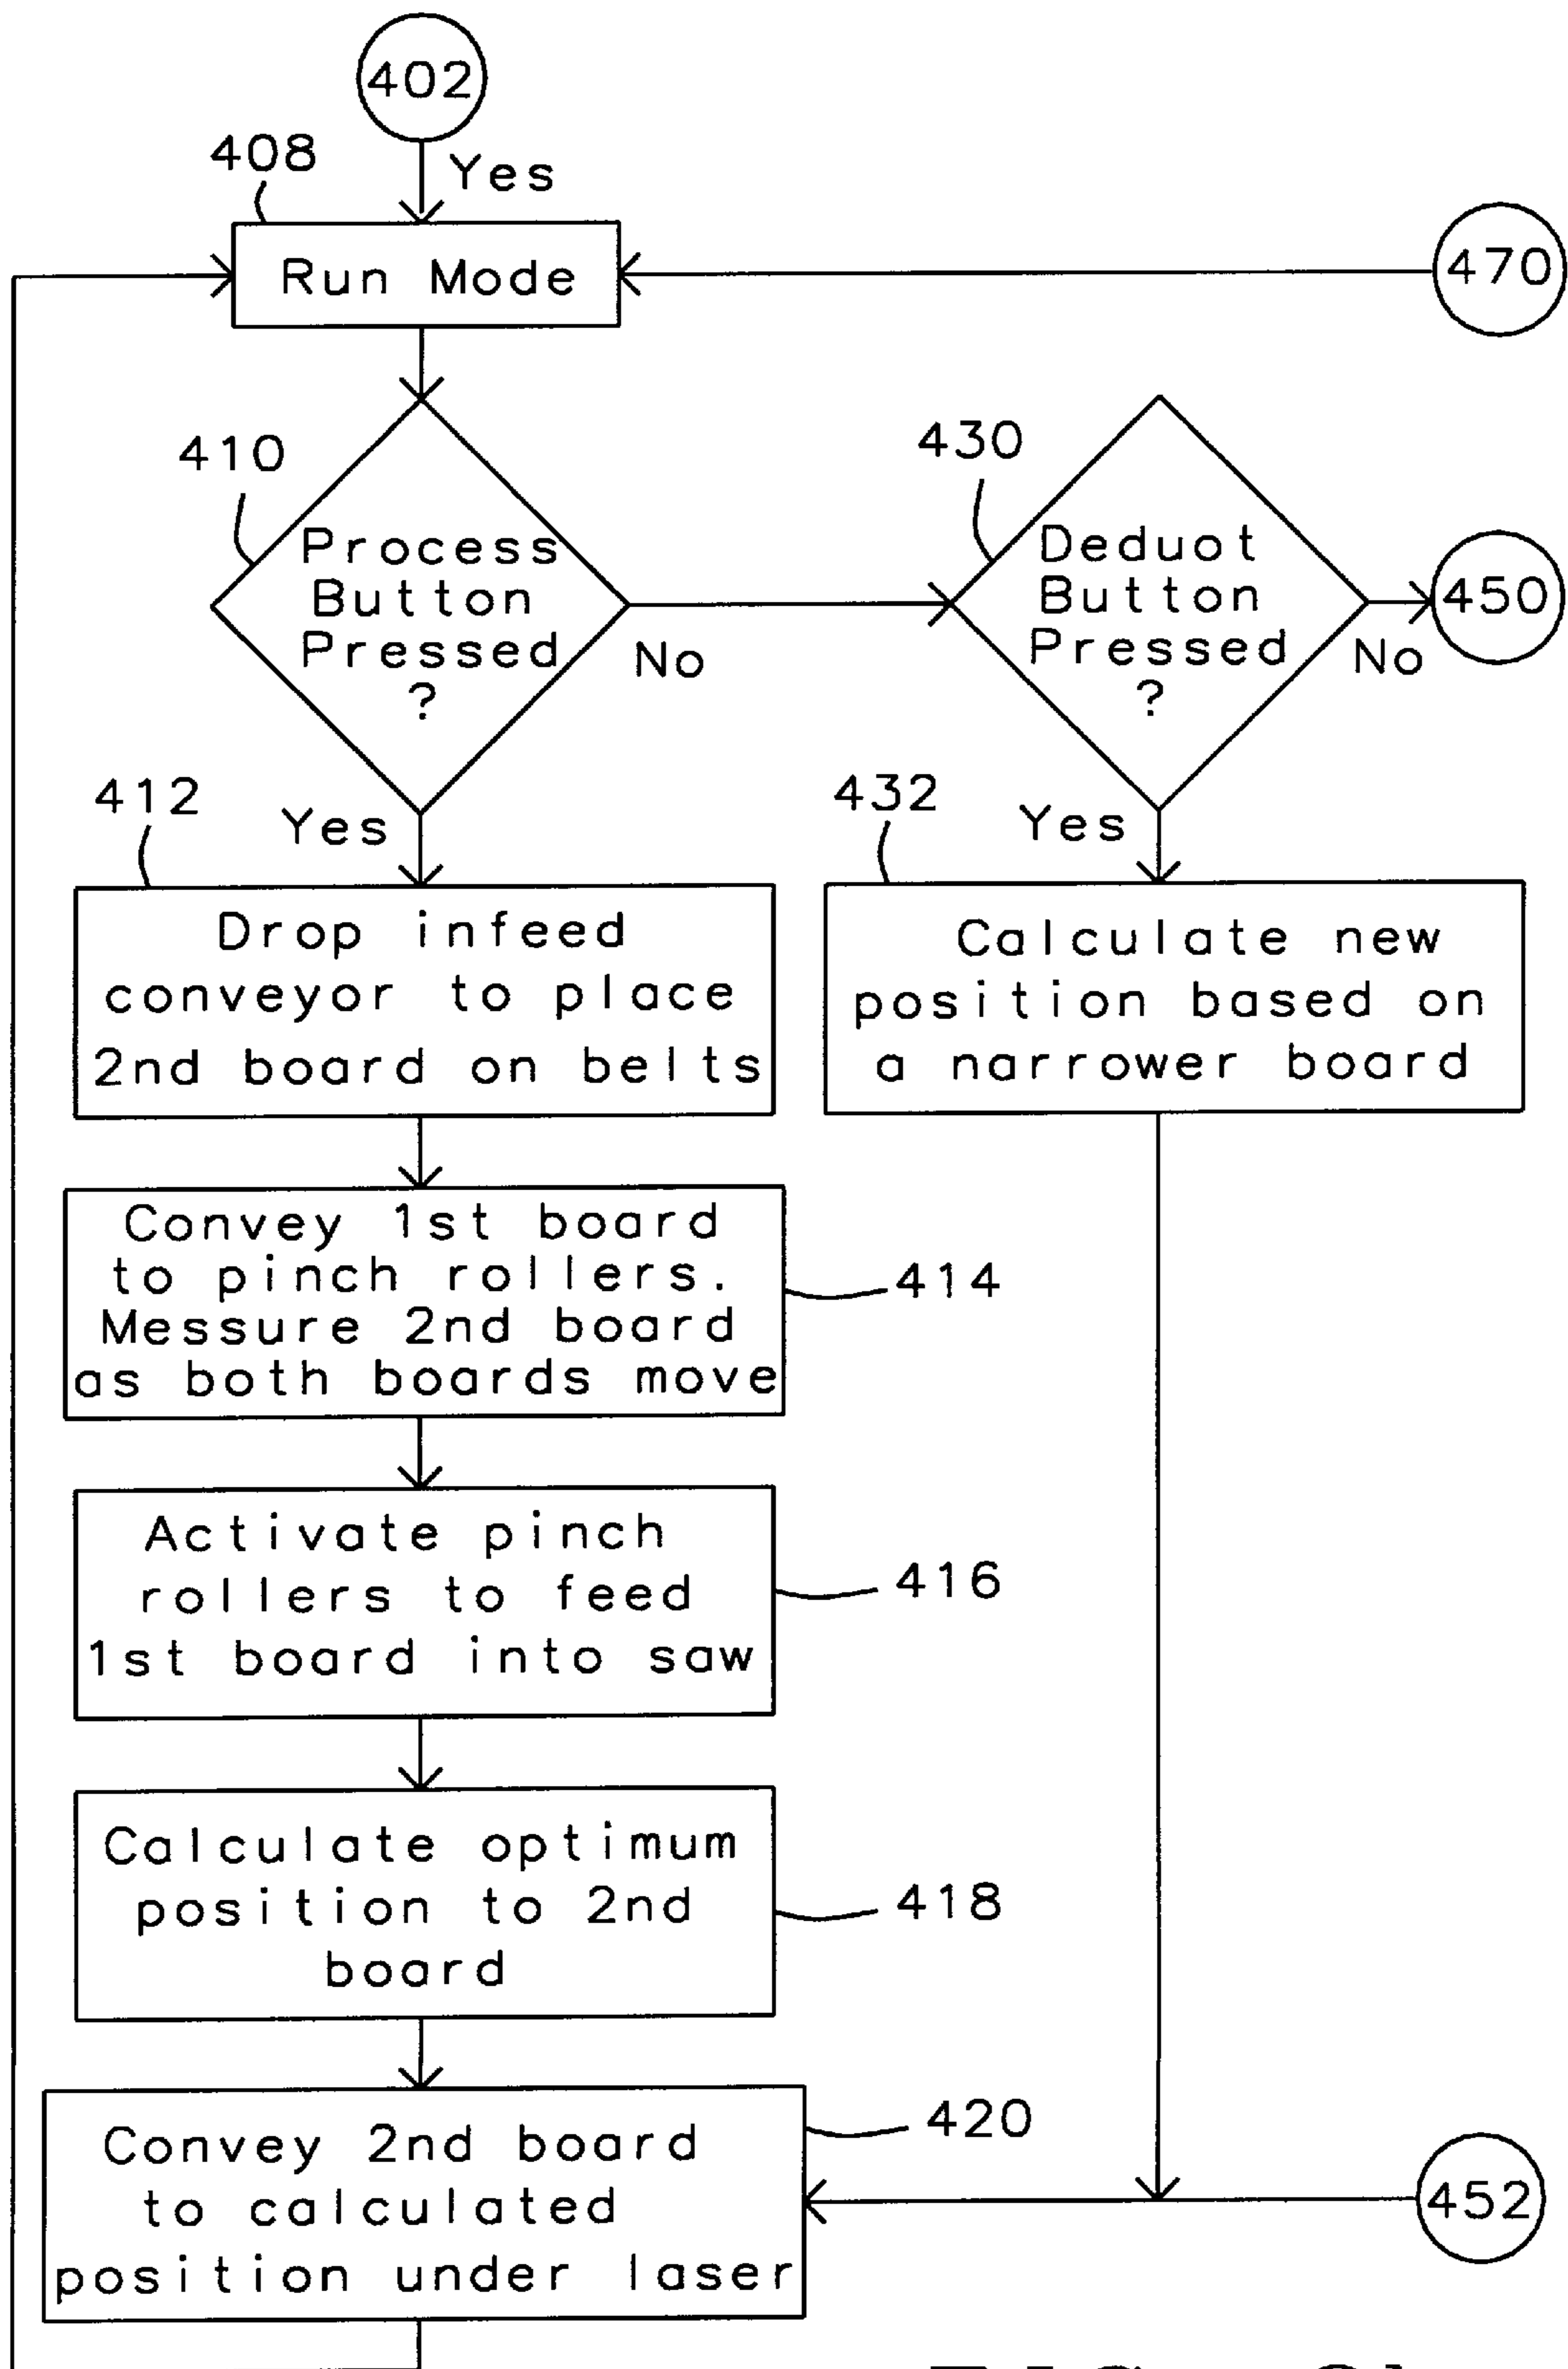 402
408
Yes
Run Mode
470
410
Process
Button
Pressed
?
No
430
Deduot
Button
Pressed
?
No
450
412
Yes
432
Yes
Drop infeed
conveyor to place
2nd board on belts
Calculate new
position based on
a narrower board
Convey 1st board
to pinch rollers.
Messure 2nd board
as both boards move
414
Activate pinch
rollers to feed
1st board into saw
416
Calculate optimum
position to 2nd
board
418
Convey 2nd board
to calculated
position under laser
420
452